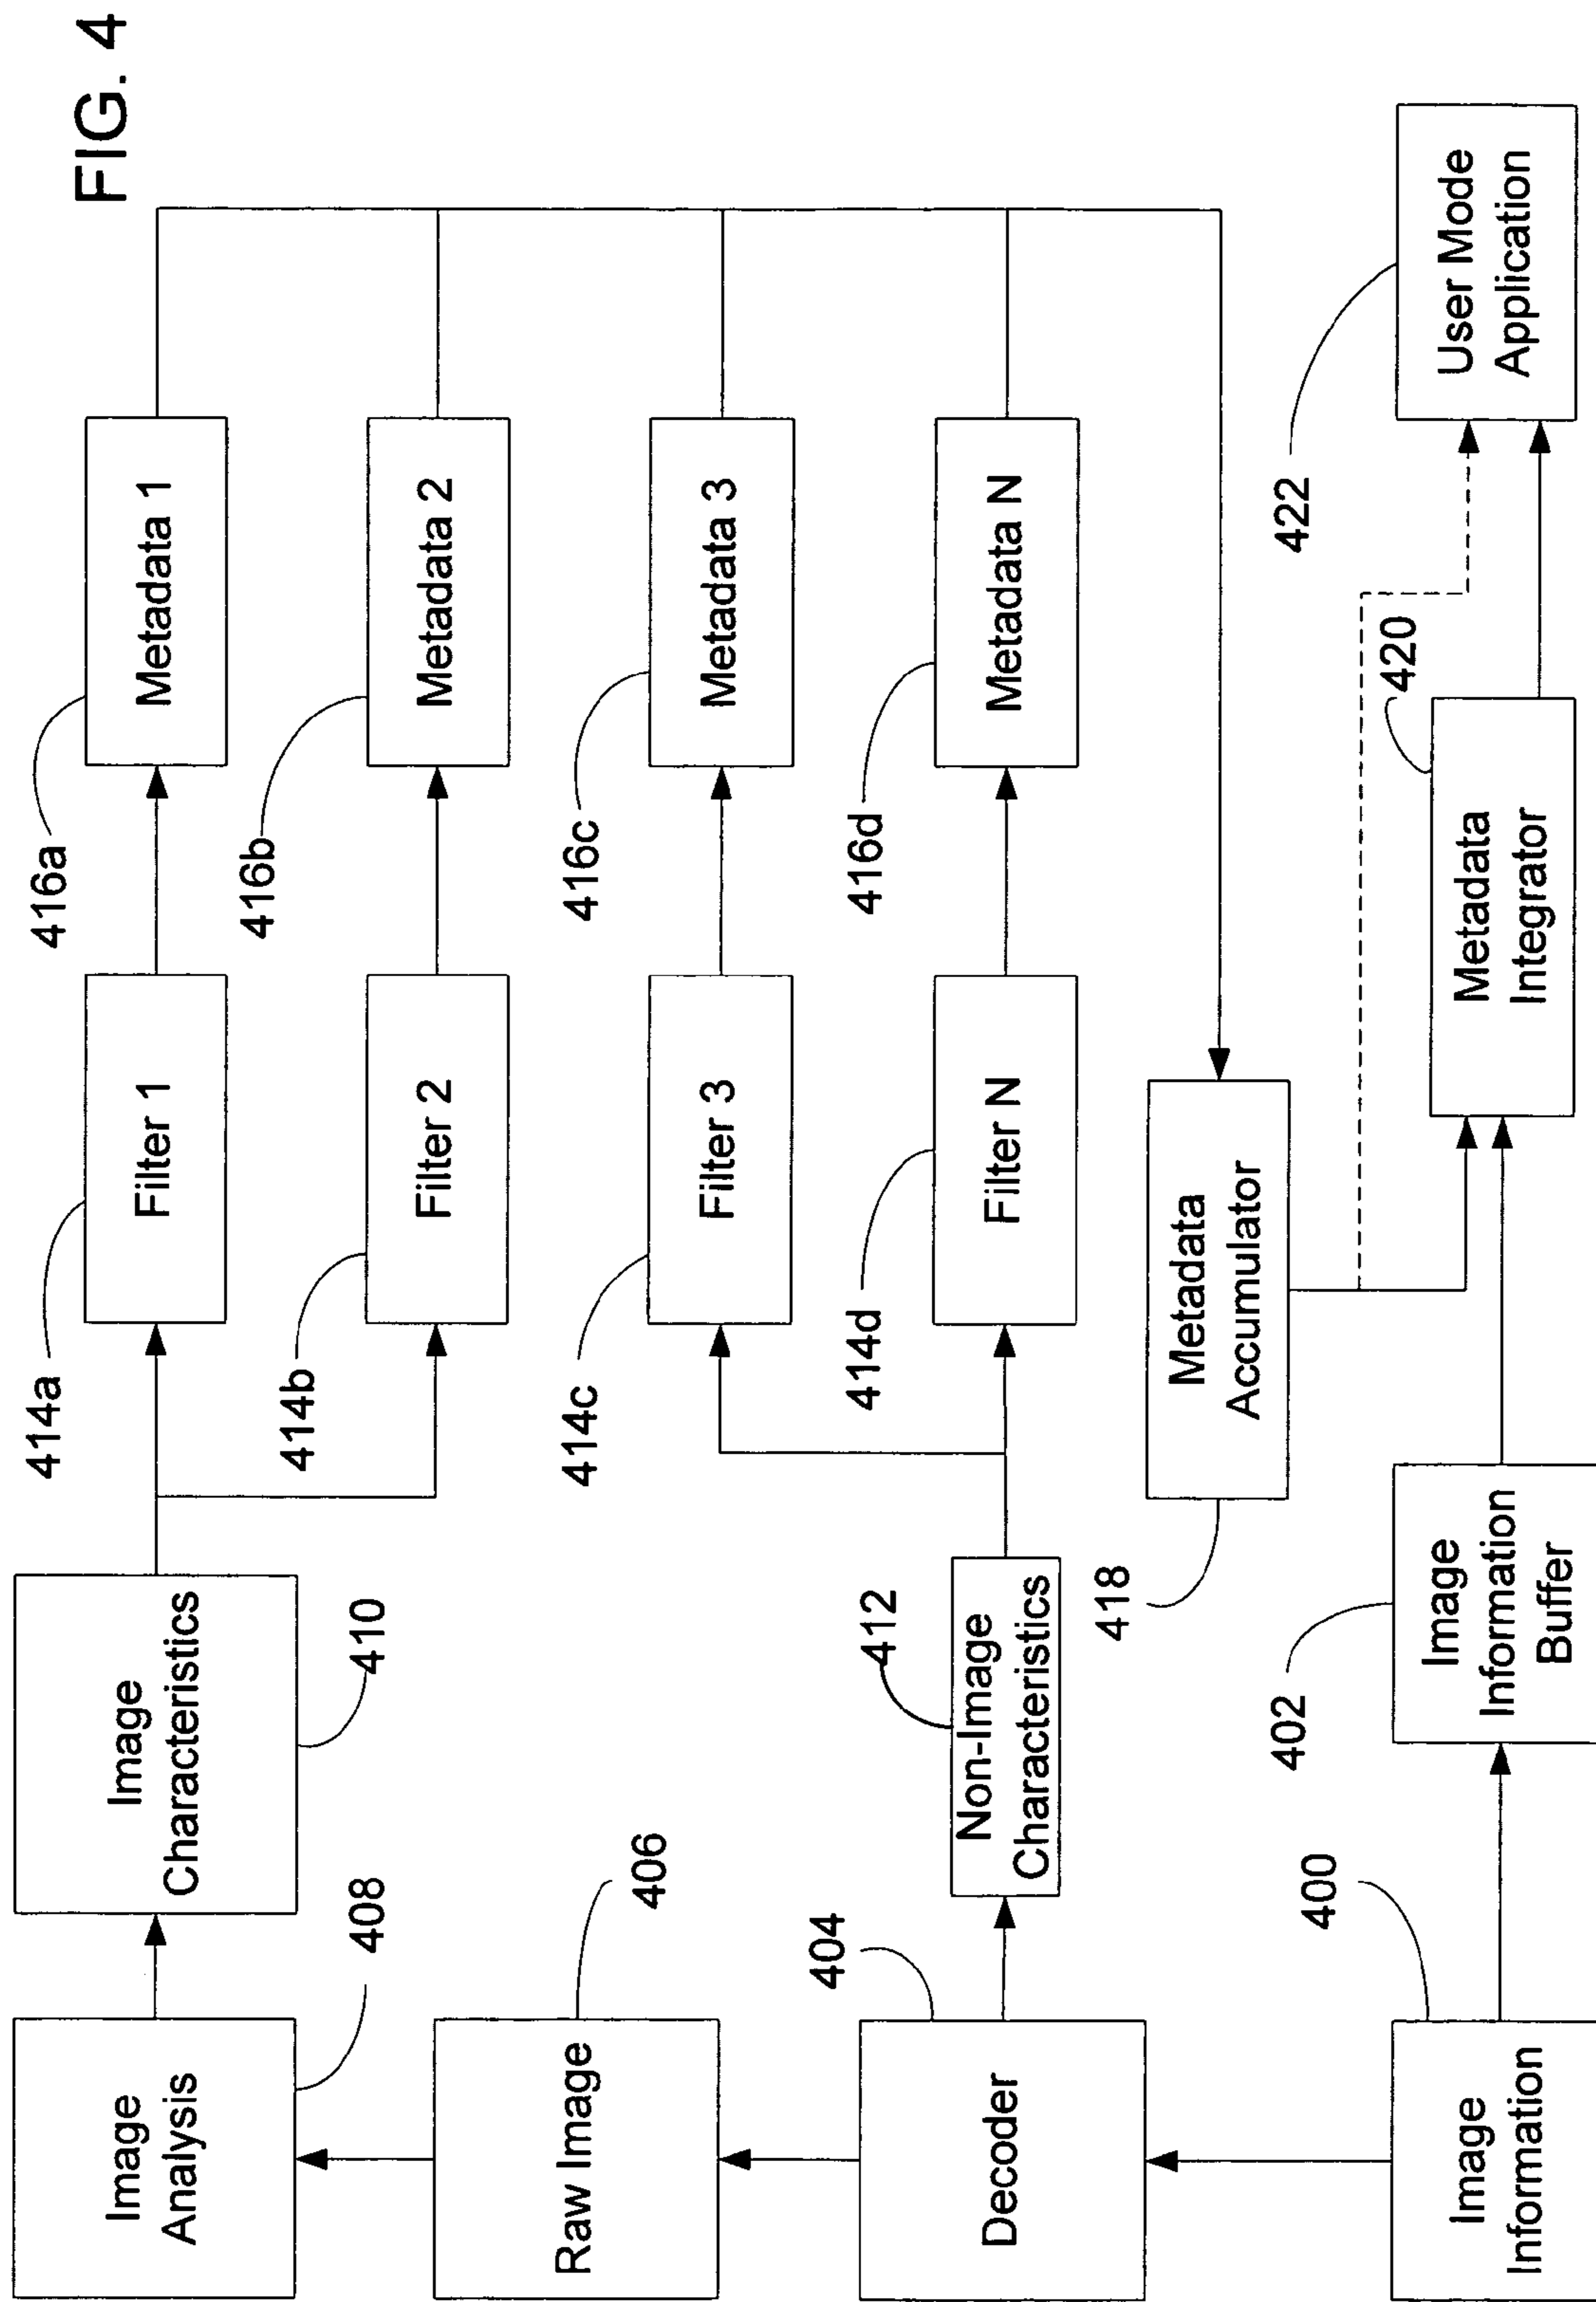 FIG. 4
Image
Analysis
408
Image
Characteristics
410
414a
Filter 1
416a
Metadata 1
414b
Filter 2
416b
Metadata 2
Raw Image
406
414c
Filter 3
416c
Metadata 3
Decoder
404
Non-Image
Characteristics
412
414d
Filter N
416d
Metadata N
418
Metadata
Accumulator
Image
Information
400
Image
Information
Buffer
402
Metadata
Integrator
420
User Mode
Application
422